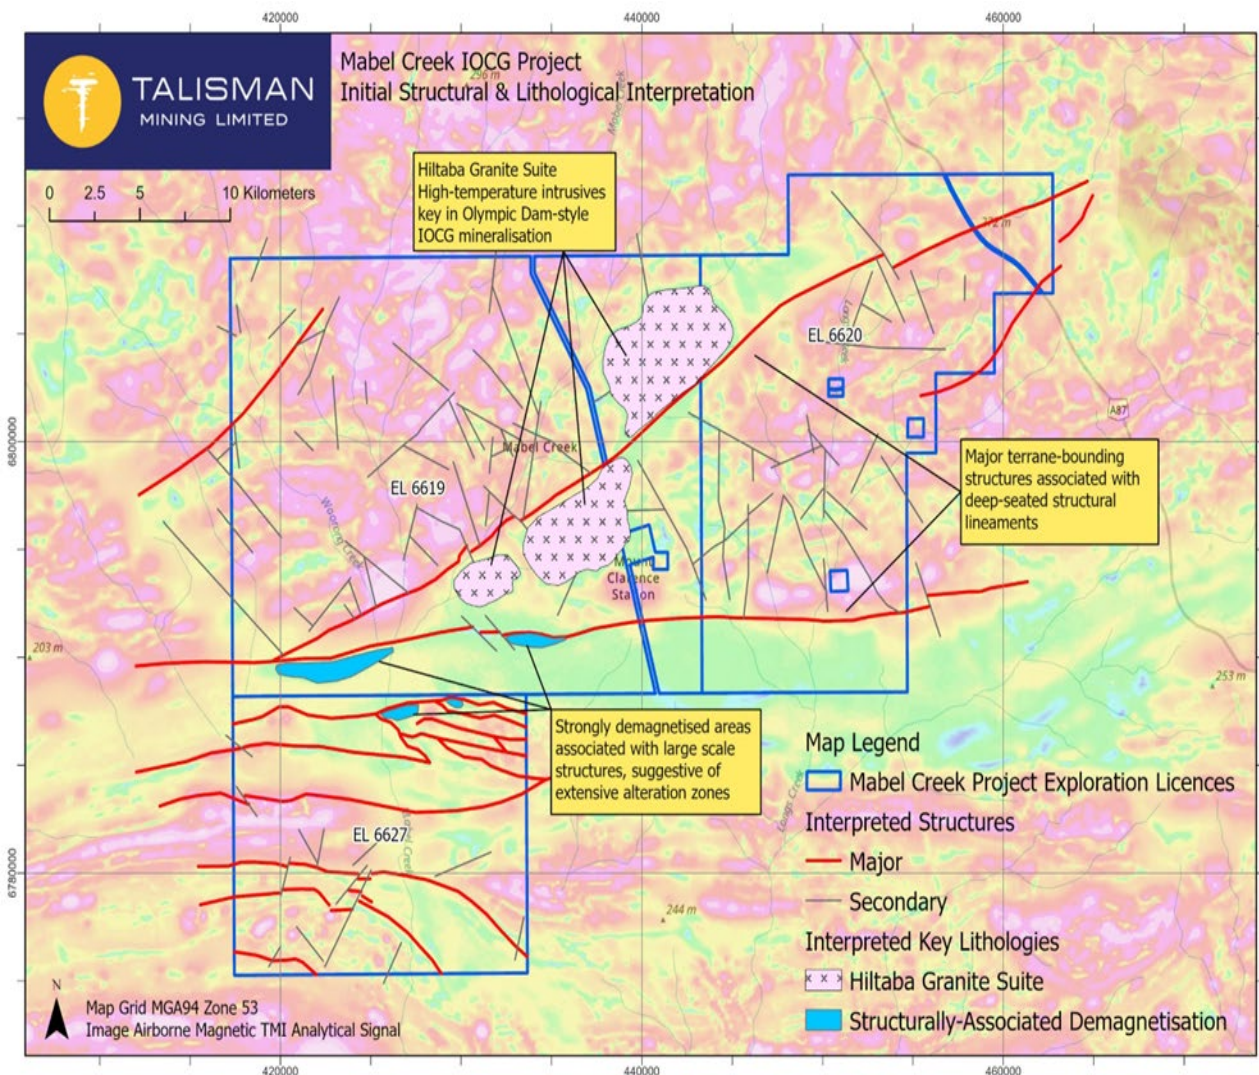 420000
440000
460000
TALISMAN
MINING LIMITED
Mabel Creek IOCG Project
Initial Structural & Lithological Interpretation
296 m
0 2.5 5 10 Kilometers
Hiltaba Granite Suite
High-temperature intrusives
key in Olympic Dam-style
IOCG mineralisation
272 m
EL 6620
A87
6800000
Mabel Creek
EL 6619
Major terrane-bounding
structures associated with
deep-seated structural
lineaments
Mount
Clarence
Station
203 m
253 m
Strongly demagnetised areas
associated with large scale
structures, suggestive of
extensive alteration zones
EL 6627
6780000
244 m
Map Legend
Mabel Creek Project Exploration Licences
Interpreted Structures
Major
Secondary
Interpreted Key Lithologies
Hiltaba Granite Suite
Structurally-Associated Demagnetisation
N
Map Grid MGA94 Zone 53
Image Airborne Magnetic TMI Analytical Signal
420000
440000
460000